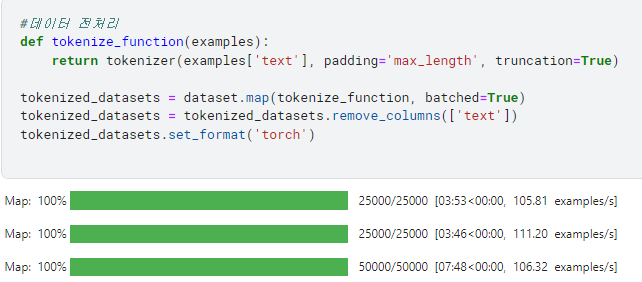 #데이터 전처리
def tokenize_function(examples):
    return tokenizer(examples['text'], padding='max_length', truncation=True)
tokenized_datasets = dataset.map(tokenize_function, batched=True)
tokenized_datasets = tokenized_datasets.remove_columns(['text'])
tokenized_datasets.set_format('torch')
Map: 100% 25000/25000 [03:53<00:00, 105.81 examples/s]
Map: 100% 25000/25000 [03:46<00:00, 111.20 examples/s]
Map: 100% 50000/50000 [07:48<00:00, 106.32 examples/s]